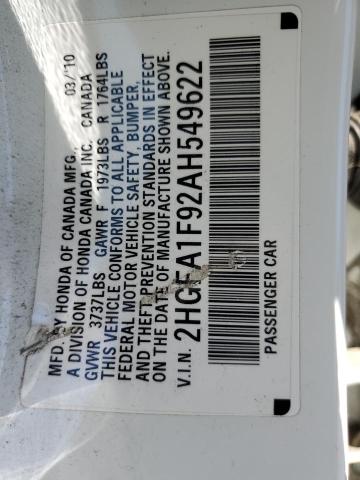 MFD. BY HONDA OF CANADA MFG., 03/10
A DIVISION OF HONDA CANADA INC. CANADA
GVWR 3737LBS GAWR F 1973LBS R 1764LBS
THIS VEHICLE CONFORMS TO ALL APPLICABLE
FEDERAL MOTOR VEHICLE SAFETY, BUMPER,
AND THEFT PREVENTION STANDARDS IN EFFECT
ON THE DATE OF MANUFACTURE SHOWN ABOVE.
V.I.N. 2HGFA1F92AH549622
PASSENGER CAR